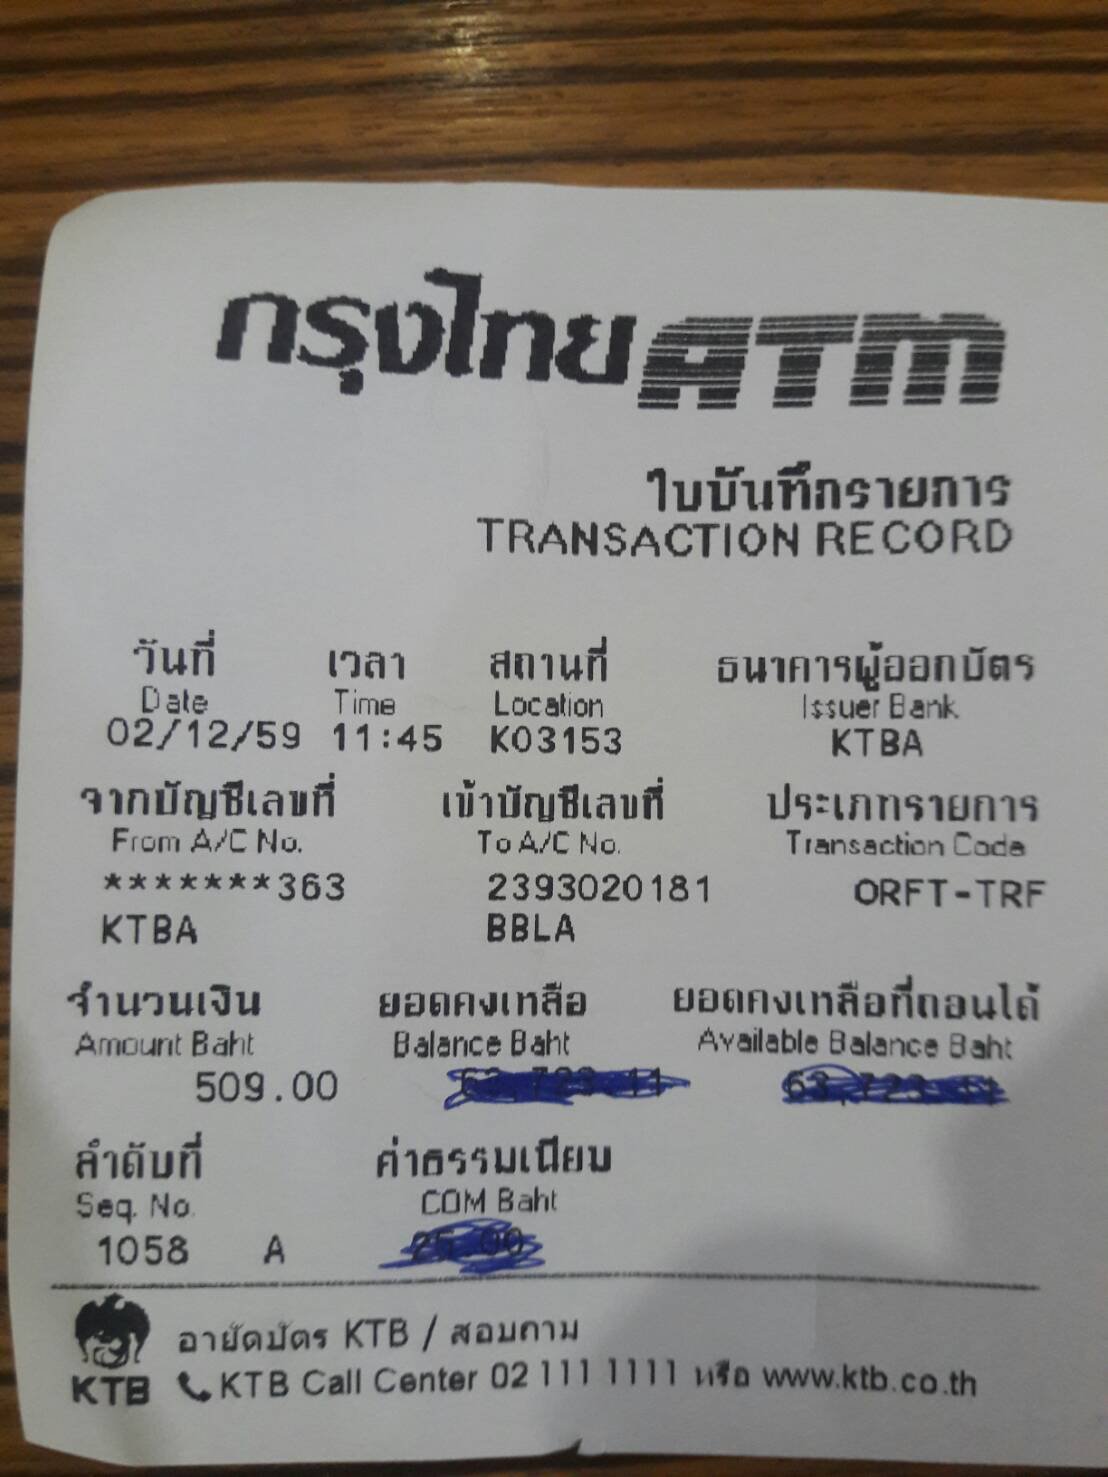 กรุงไทย ATM
ใบบันทึกรายการ
TRANSACTION RECORD
วันที่ เวลา สถานที่ ธนาคารผู้ออกบัตร
Date Time Location Issuer Bank
02/12/59 11:45 K03153 KTBA
จากบัญชีเลขที่ เข้าบัญชีเลขที่ ประเภทรายการ
From A/C No. To A/C No. Transaction Code
*******363 2393020181 ORFT-TRF
KTBA BBLA
จำนวนเงิน ยอดคงเหลือ ยอดคงเหลือที่ถอนได้
Amount Baht Balance Baht Available Balance Baht
509.00
ลำดับที่ ค่าธรรมเนียม
Seq. No. COM Baht
1058 A
อายัดบัตร KTB / สอบถาม
KTB KTB Call Center 02 111 1111 หรือ www.ktb.co.th